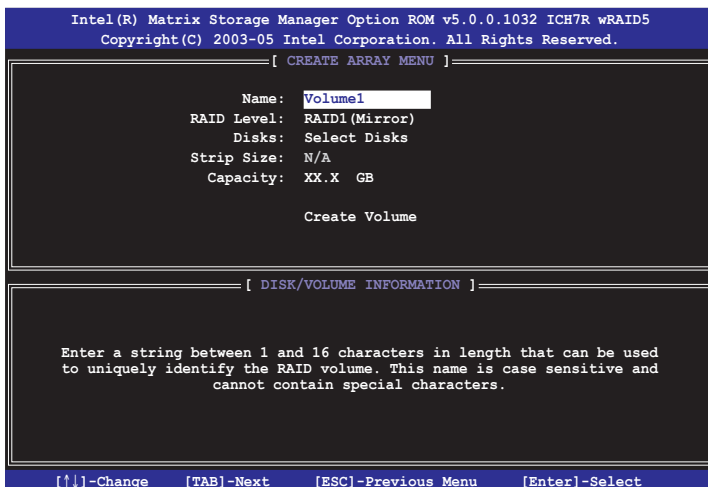 Intel(R) Matrix Storage Manager Option ROM v5.0.0.1032 ICH7R wRAID5
Copyright(C) 2003-05 Intel Corporation. All Rights Reserved.
[ CREATE ARRAY MENU ]
Name: Volume1
RAID Level: RAID1(Mirror)
Disks: Select Disks
Strip Size: N/A
Capacity: XX.X GB
Create Volume
[ DISK/VOLUME INFORMATION ]
Enter a string between 1 and 16 characters in length that can be used
to uniquely identify the RAID volume. This name is case sensitive and
cannot contain special characters.
[↑↓]-Change [TAB]-Next [ESC]-Previous Menu [Enter]-Select